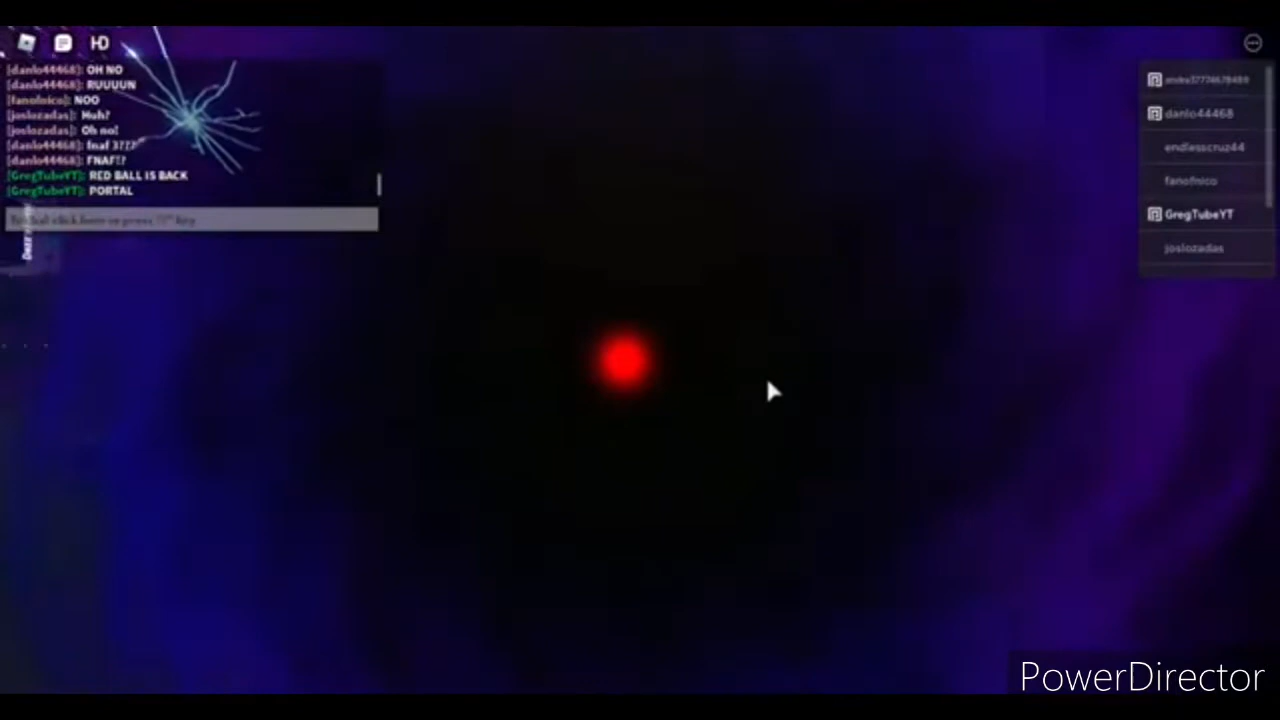 HD
[danlo44468]: OH NO
[danlo44468]: RUUUUN
[fanofnico]: NOO
[joslozadas]: Huh?
[joslozadas]: Oh no!
[danlo44468]: fnaf 3???
[danlo44468]: FNAF!?
[GregTubeYT]: RED BALL IS BACK
[GregTubeYT]: PORTAL
danlo44468
endlesscruz44
fanofnico
GregTubeYT
joslozadas
PowerDirector